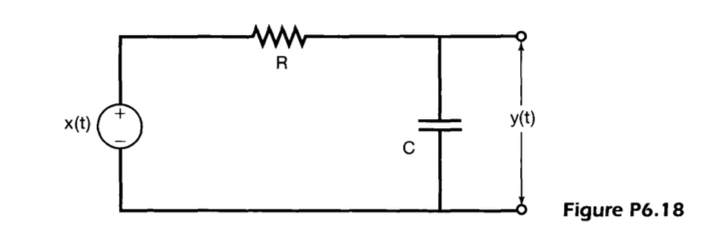 R
x(t)
+
−
C
y(t)
Figure P6.18